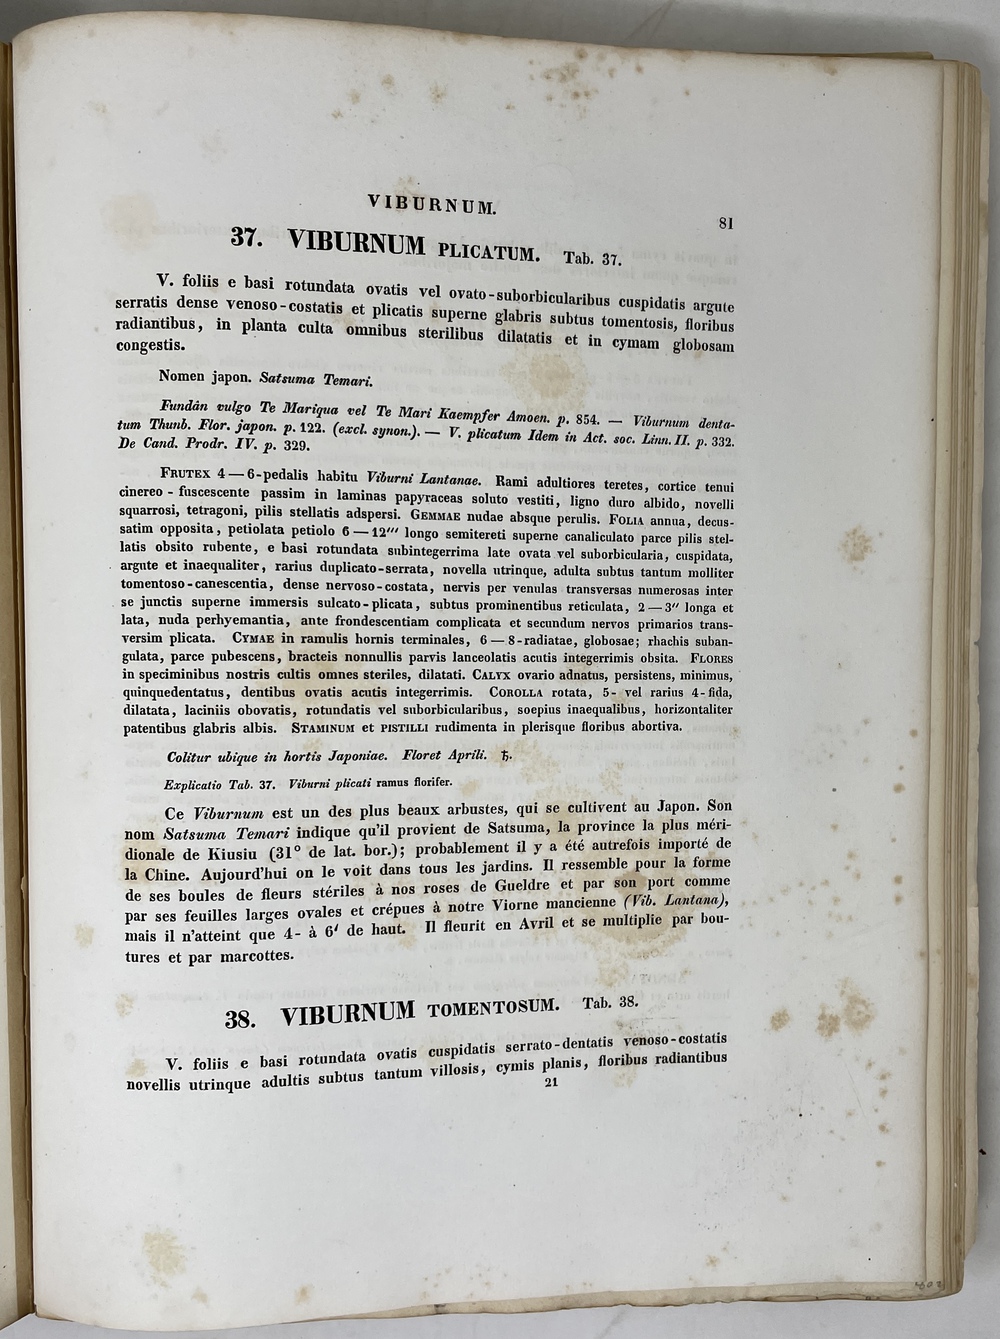 VIBURNUM.
81
37. VIBURNUM PLICATUM. Tab. 37.
V. foliis e basi rotundata ovatis vel ovato-suborbicularibus cuspidatis argute
serratis dense venoso-costatis et plicatis superne glabris subtus tomentosis, floribus
radiantibus, in planta culta omnibus sterilibus dilatatis et in cymam globosam
congestis.
Nomen japon. Satsuma Temari.
Fundân vulgo Te Mariqua vel Te Mari Kaempfer Amoen. p. 854. — Viburnum denta-
tum Thunb. Flor. japon. p. 122. (excl. synon.). — V. plicatum Idem in Act. soc. Linn. II. p. 332.
De Cand. Prodr. IV. p. 329.
FRUTEX 4—6-pedalis habitu Viburni Lantanae. Rami adultiores teretes, cortice tenui
cinereo-fuscescente passim in laminas papyraceas soluto vestiti, ligno duro albido, novelli
squarrosi, tetragoni, pilis stellatis adspersi. GEMMAE nudae absque perulis. FOLIA annua, decus-
satim opposita, petiolata petiolo 6—12‴ longo semitereti superne canaliculato parce pilis stel-
latis obsito rubente, e basi rotundata subintegerrima late ovata vel suborbicularia, cuspidata,
argute et inaequaliter, rarius duplicato-serrata, novella utrinque, adulta subtus tantum molliter
tomentoso-canescentia, dense nervoso-costata, nervis per venulas transversas numerosas inter
se junctis superne immersis sulcato-plicata, subtus prominentibus reticulata, 2—3″ longa et
lata, nuda perhyemantia, ante frondescentiam complicata et secundum nervos primarios trans-
versim plicata. CYMAE in ramulis hornis terminales, 6—8-radiatae, globosae; rhachis suban-
gulata, parce pubescens, bracteis nonnullis parvis lanceolatis acutis integerrimis obsita. FLORES
in speciminibus nostris cultis omnes steriles, dilatati. CALYX ovario adnatus, persistens, minimus,
quinquedentatus, dentibus ovatis acutis integerrimis. COROLLA rotata, 5- vel rarius 4-fida,
dilatata, laciniis obovatis, rotundatis vel suborbicularibus, soepius inaequalibus, horizontaliter
patentibus glabris albis. STAMINUM et PISTILLI rudimenta in plerisque floribus abortiva.
Colitur ubique in hortis Japoniae. Floret Aprili. ♄.
Explicatio Tab. 37. Viburni plicati ramus florifer.
Ce Viburnum est un des plus beaux arbustes, qui se cultivent au Japon. Son
nom Satsuma Temari indique qu'il provient de Satsuma, la province la plus méri-
dionale de Kiusiu (31° de lat. bor.); probablement il y a été autrefois importé de
la Chine. Aujourd'hui on le voit dans tous les jardins. Il ressemble pour la forme
de ses boules de fleurs stériles à nos roses de Gueldre et par son port comme
par ses feuilles larges ovales et crépues à notre Viorne mancienne (Vib. Lantana),
mais il n'atteint que 4- à 6′ de haut. Il fleurit en Avril et se multiplie par bou-
tures et par marcottes.
38. VIBURNUM TOMENTOSUM. Tab. 38.
V. foliis e basi rotundata ovatis cuspidatis serrato-dentatis venoso-costatis
novellis utrinque adultis subtus tantum villosis, cymis planis, floribus radiantibus
21